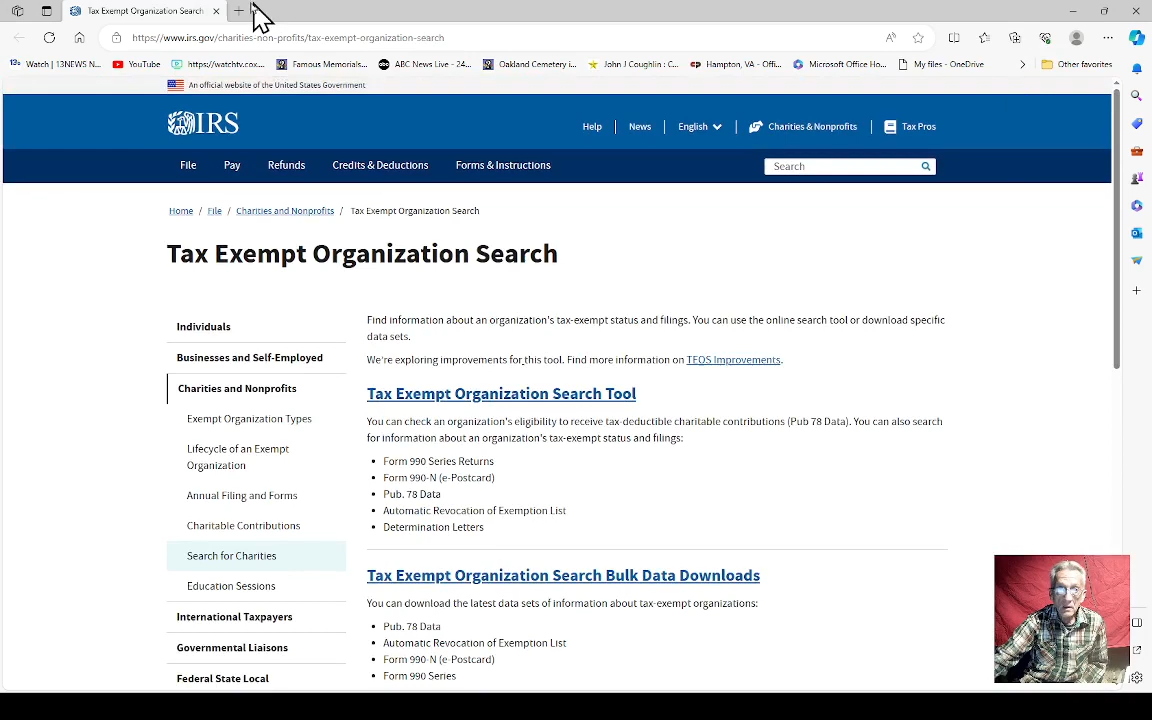 Tax Exempt Organization Search
https://www.irs.gov/charities-non-profits/tax-exempt-organization-search
Watch | 13NEWS N...
YouTube
https://watchtv.cox...
Famous Memorials...
ABC News Live - 24...
Oakland Cemetery i...
John J Coughlin : C...
Hampton, VA - Offi...
Microsoft Office Ho...
My files - OneDrive
Other favorites
An official website of the United States Government
IRS
Help
News
English
Charities & Nonprofits
Tax Pros
File
Pay
Refunds
Credits & Deductions
Forms & Instructions
Search
Home / File / Charities and Nonprofits / Tax Exempt Organization Search
Tax Exempt Organization Search
Individuals
Businesses and Self-Employed
Charities and Nonprofits
Exempt Organization Types
Lifecycle of an Exempt
Organization
Annual Filing and Forms
Charitable Contributions
Search for Charities
Education Sessions
International Taxpayers
Governmental Liaisons
Federal State Local
Find information about an organization's tax-exempt status and filings. You can use the online search tool or download specific
data sets.
We're exploring improvements for this tool. Find more information on TEOS Improvements.
Tax Exempt Organization Search Tool
You can check an organization's eligibility to receive tax-deductible charitable contributions (Pub 78 Data). You can also search
for information about an organization's tax-exempt status and filings:
• Form 990 Series Returns
• Form 990-N (e-Postcard)
• Pub. 78 Data
• Automatic Revocation of Exemption List
• Determination Letters
Tax Exempt Organization Search Bulk Data Downloads
You can download the latest data sets of information about tax-exempt organizations:
• Pub. 78 Data
• Automatic Revocation of Exemption List
• Form 990-N (e-Postcard)
• Form 990 Series